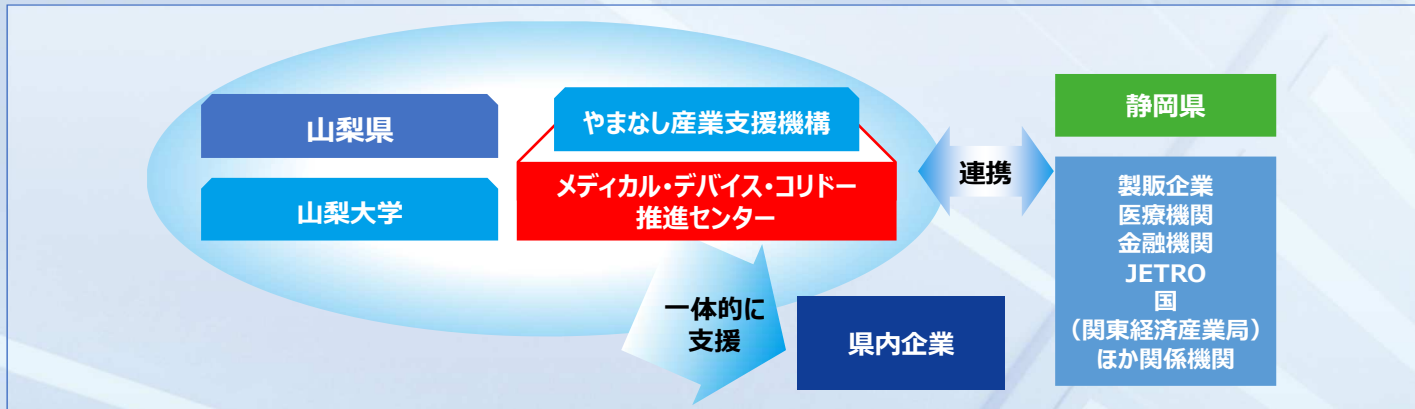 山梨県
山梨大学
やまなし産業支援機構
メディカル・デバイス・コリドー
推進センター
連携
静岡県
製販企業
医療機関
金融機関
JETRO
国
（関東経済産業局）
ほか関係機関
一体的に
支援
県内企業